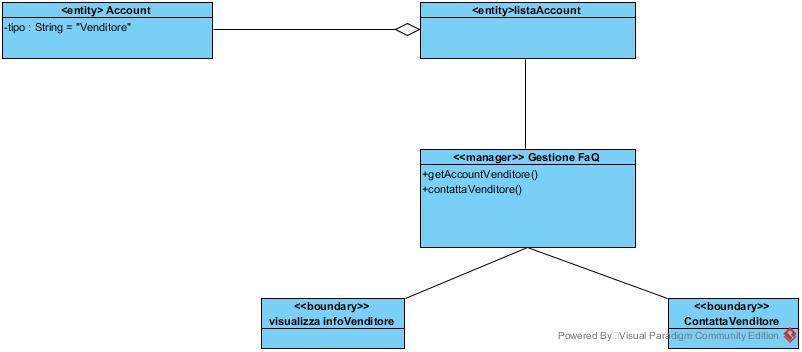 <entity> Account
-tipo : String = "Venditore"
<entity>listaAccount
<<manager>> Gestione FaQ
+getAccountVenditore()
+contattaVenditore()
<<boundary>>
visualizza infoVenditore
<<boundary>>
ContattaVenditore
Powered By Visual Paradigm Community Edition